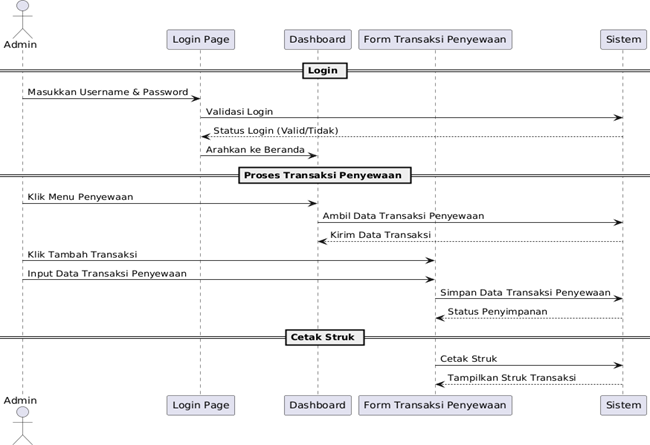 Admin
Login Page
Dashboard
Form Transaksi Penyewaan
Sistem
Login
Masukkan Username & Password
Validasi Login
Status Login (Valid/Tidak)
Arahkan ke Beranda
Proses Transaksi Penyewaan
Klik Menu Penyewaan
Ambil Data Transaksi Penyewaan
Kirim Data Transaksi
Klik Tambah Transaksi
Input Data Transaksi Penyewaan
Simpan Data Transaksi Penyewaan
Status Penyimpanan
Cetak Struk
Cetak Struk
Tampilkan Struk Transaksi
Admin
Login Page
Dashboard
Form Transaksi Penyewaan
Sistem